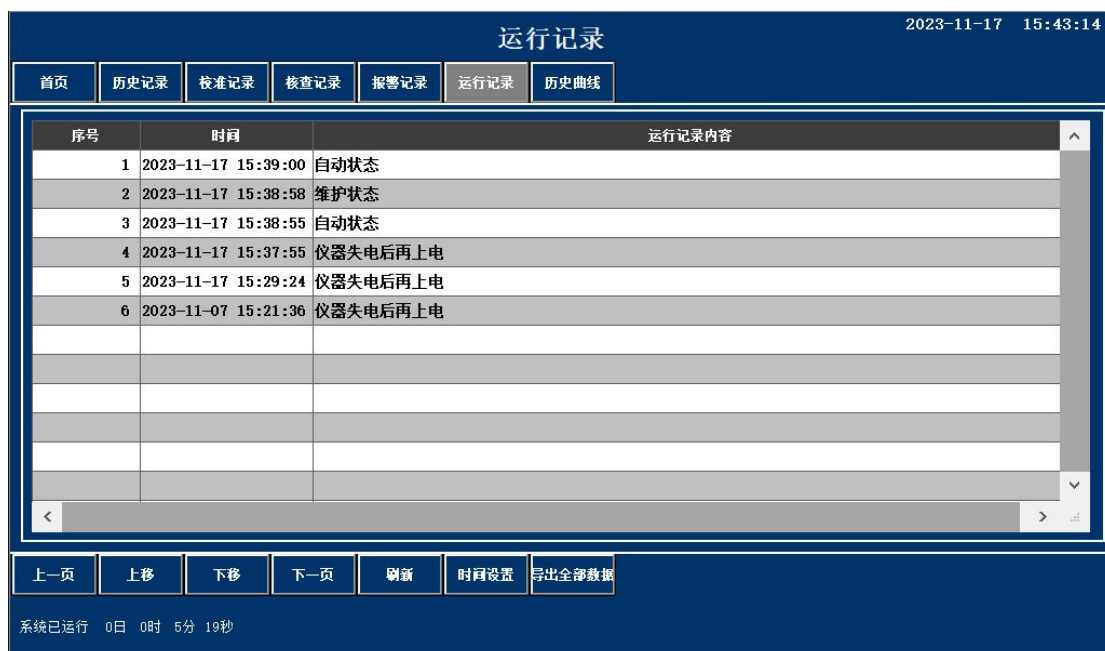 运行记录
2023-11-17 15:43:14
首页 历史记录 校准记录 核查记录 报警记录 运行记录 历史曲线
序号 时间 运行记录内容
1 2023-11-17 15:39:00 自动状态
2 2023-11-17 15:38:58 维护状态
3 2023-11-17 15:38:55 自动状态
4 2023-11-17 15:37:55 仪器失电后再上电
5 2023-11-17 15:29:24 仪器失电后再上电
6 2023-11-07 15:21:36 仪器失电后再上电
上一页 上移 下移 下一页 刷新 时间设置 导出全部数据
系统已运行 0日 0时 5分 19秒